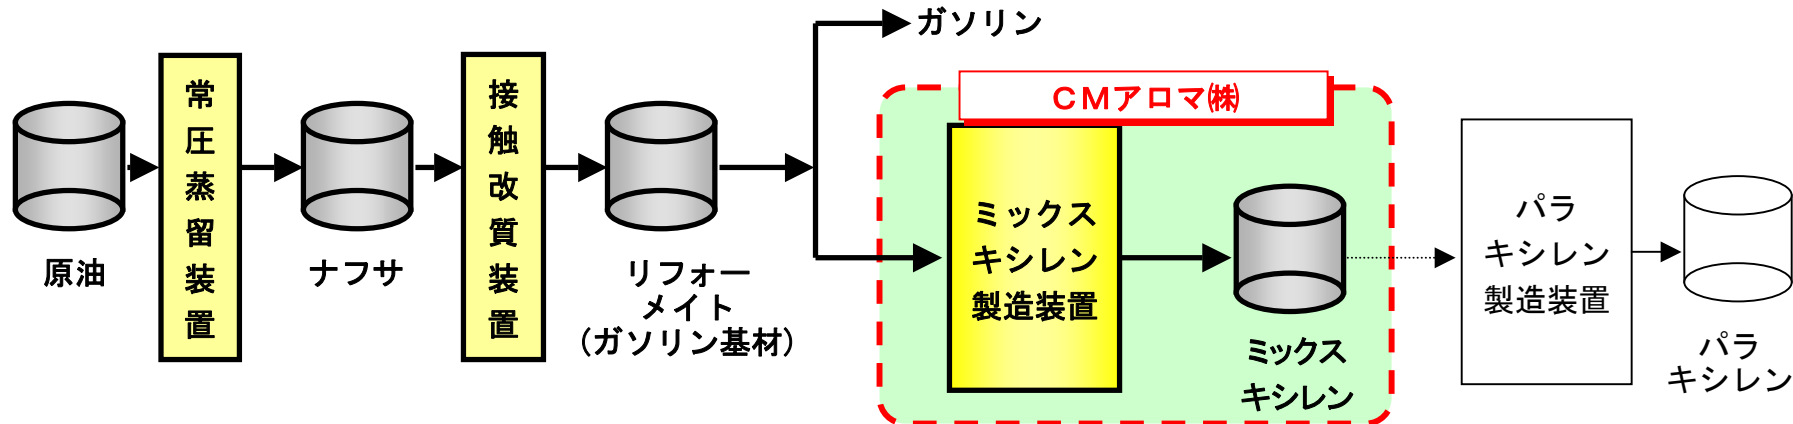 ガソリン
CMアロマ㈱
常圧蒸留装置
接触改質装置
原油
ナフサ
リフォー
メイト
(ガソリン基材)
ミックス
キシレン
製造装置
ミックス
キシレン
パラ
キシレン
製造装置
パラ
キシレン